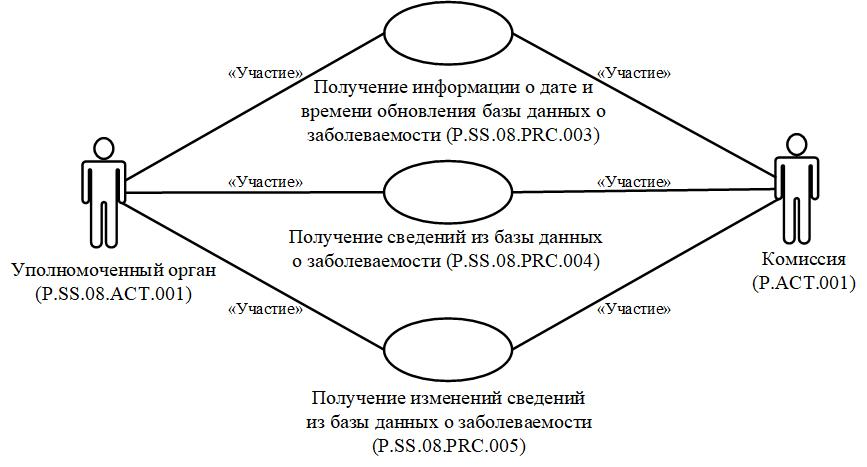 «Участие»
«Участие»
Получение информации о дате и
времени обновления базы данных о
заболеваемости (P.SS.08.PRC.003)
«Участие»
«Участие»
Получение сведений из базы данных
о заболеваемости (P.SS.08.PRC.004)
Уполномоченный орган
(P.SS.08.ACT.001)
Комиссия
(P.ACT.001)
«Участие»
«Участие»
Получение изменений сведений
из базы данных о заболеваемости
(P.SS.08.PRC.005)